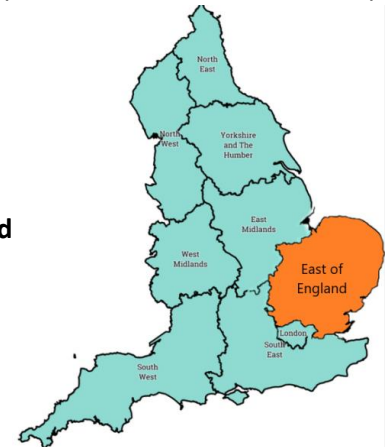 North
East
North
West
Yorkshire
and The
Humber
East
Midlands
West
Midlands
d
East of
England
London
South
East
South
West